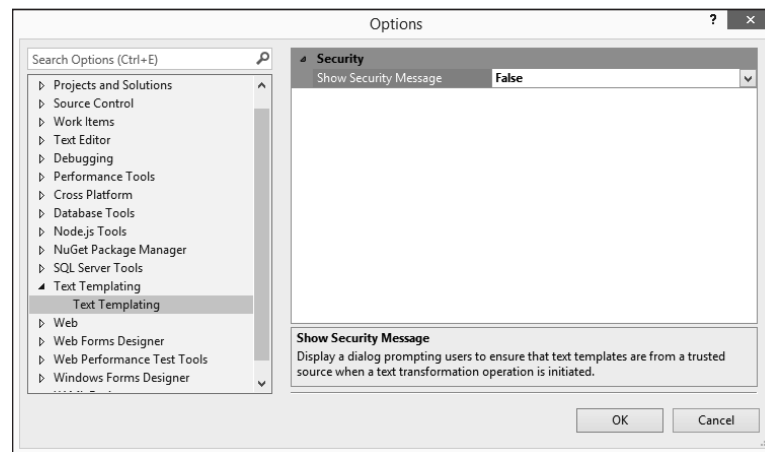 Options
?
×
Search Options (Ctrl+E)
Projects and Solutions
Source Control
Work Items
Text Editor
Debugging
Performance Tools
Cross Platform
Database Tools
Node.js Tools
NuGet Package Manager
SQL Server Tools
Text Templating
Text Templating
Web
Web Forms Designer
Web Performance Test Tools
Windows Forms Designer
Security
Show Security Message False
Show Security Message
Display a dialog prompting users to ensure that text templates are from a trusted
source when a text transformation operation is initiated.
OK Cancel